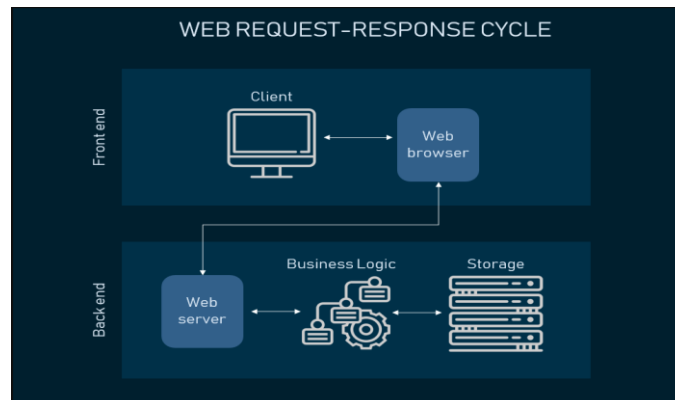 WEB REQUEST-RESPONSE CYCLE
Front end
Client
Web
browser
Back end
Business Logic
Storage
Web
server